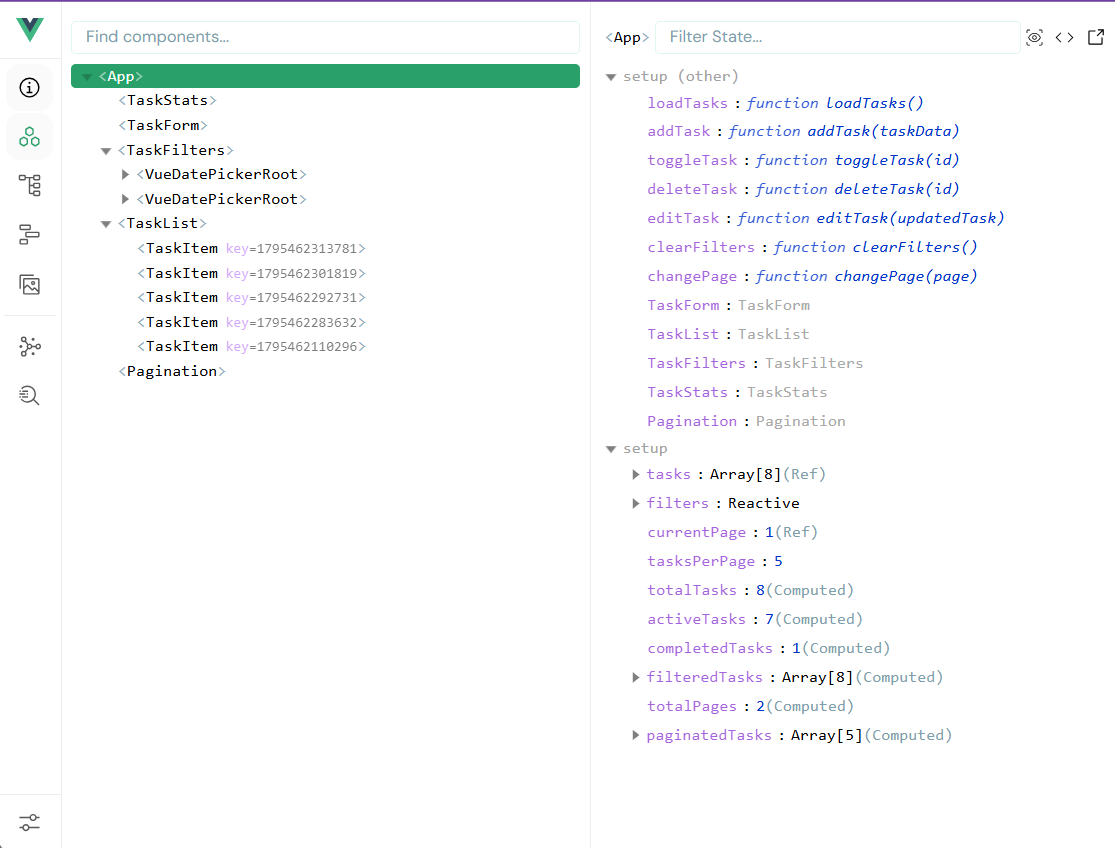 Find components...
<App>
<TaskStats>
<TaskForm>
<TaskFilters>
<VueDatePickerRoot>
<VueDatePickerRoot>
<TaskList>
<TaskItem key=1795462313781>
<TaskItem key=1795462301819>
<TaskItem key=1795462292731>
<TaskItem key=1795462283632>
<TaskItem key=1795462110296>
<Pagination>
<App> Filter State...
setup (other)
loadTasks : function loadTasks()
addTask : function addTask(taskData)
toggleTask : function toggleTask(id)
deleteTask : function deleteTask(id)
editTask : function editTask(updatedTask)
clearFilters : function clearFilters()
changePage : function changePage(page)
TaskForm : TaskForm
TaskList : TaskList
TaskFilters : TaskFilters
TaskStats : TaskStats
Pagination : Pagination
setup
tasks : Array[8](Ref)
filters : Reactive
currentPage : 1(Ref)
tasksPerPage : 5
totalTasks : 8(Computed)
activeTasks : 7(Computed)
completedTasks : 1(Computed)
filteredTasks : Array[8](Computed)
totalPages : 2(Computed)
paginatedTasks : Array[5](Computed)